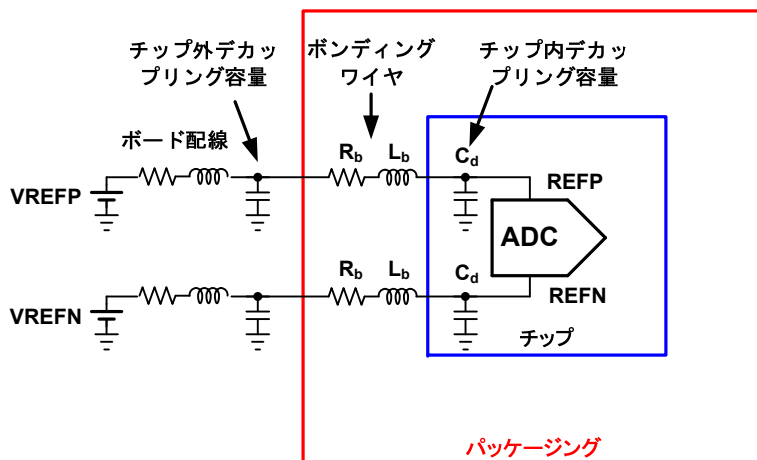 チップ外デカッ
プリング容量
ボンディング
ワイヤ
チップ内デカッ
プリング容量
ボード配線
Rb
Lb
Cd
REFP
VREFP
ADC
Rb
Lb
Cd
REFN
VREFN
チップ
パッケージング